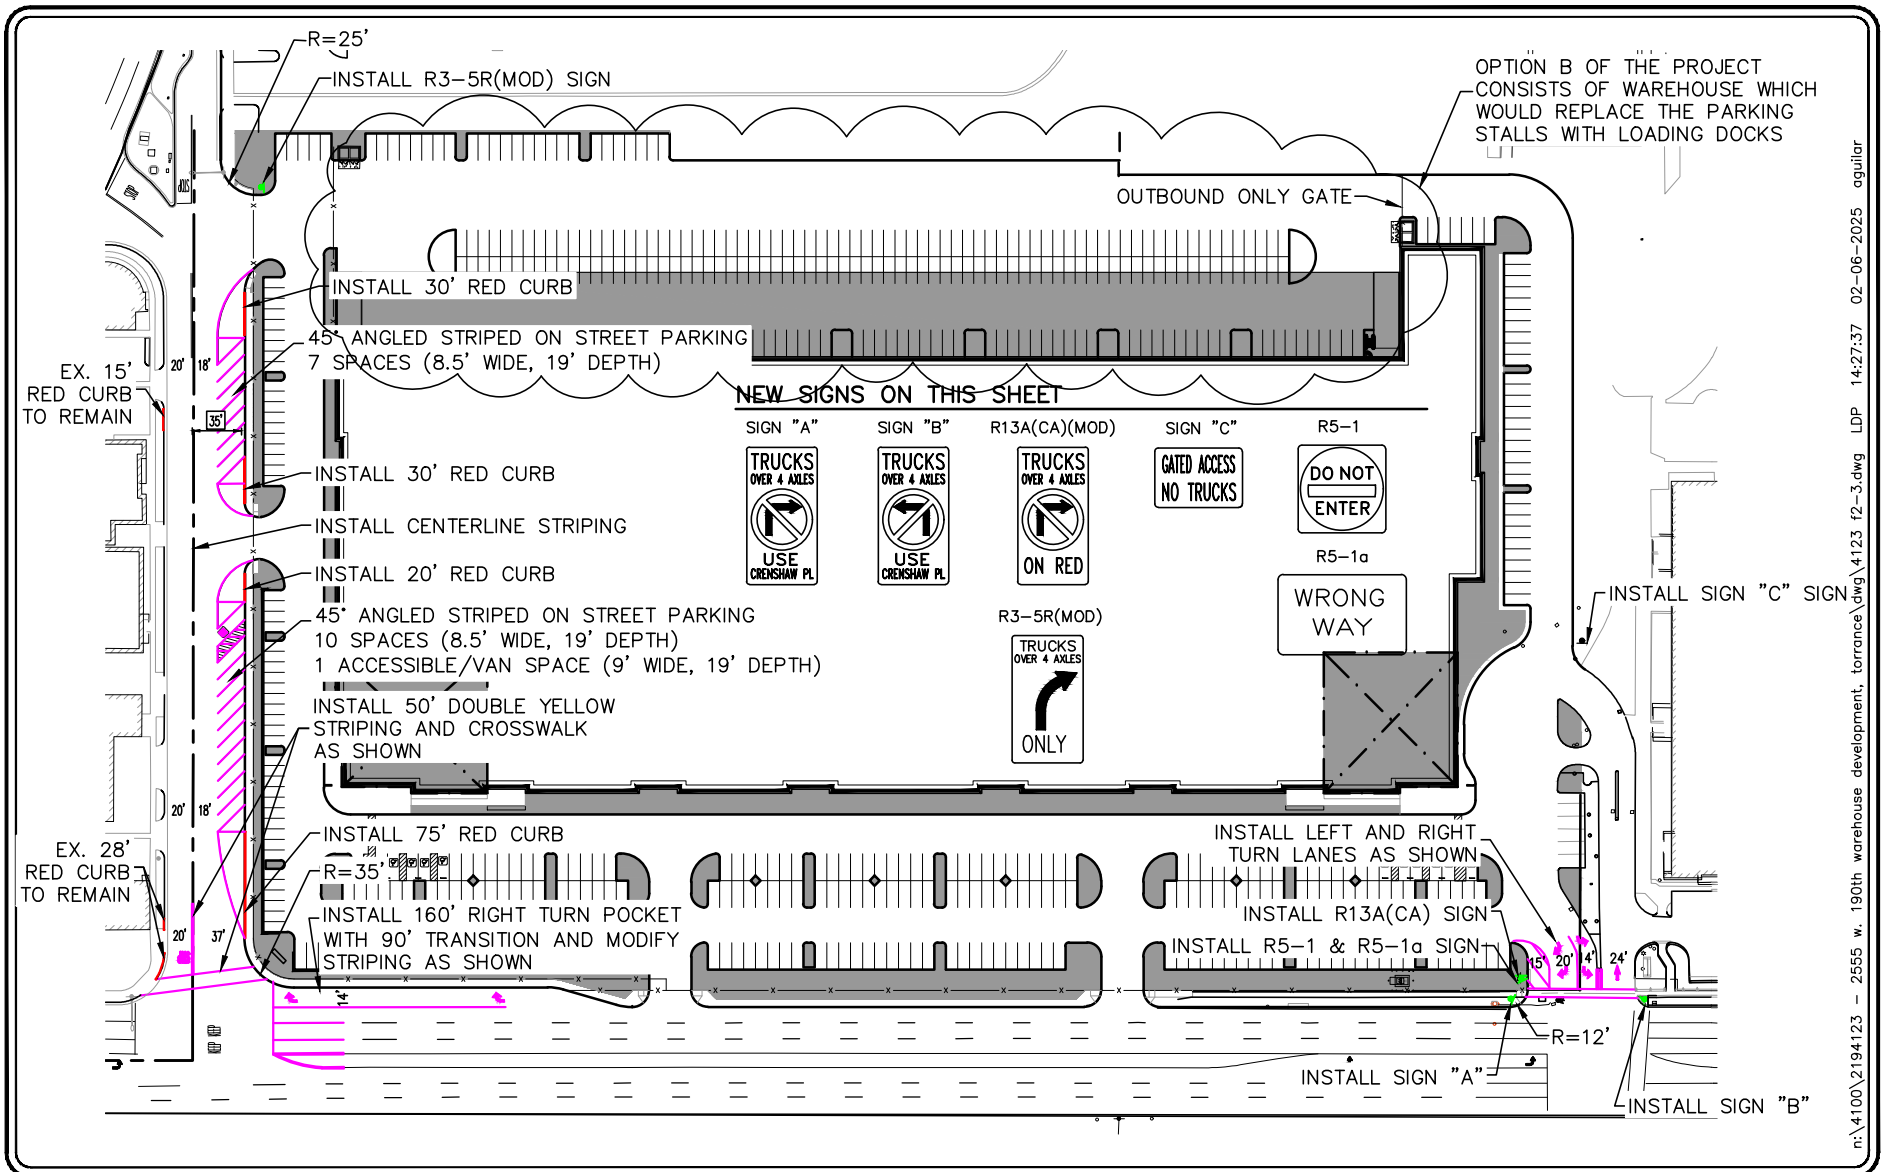 R=25'
INSTALL R3-5R(MOD) SIGN
OPTION B OF THE PROJECT
CONSISTS OF WAREHOUSE WHICH
WOULD REPLACE THE PARKING
STALLS WITH LOADING DOCKS
STOP
OUTBOUND ONLY GATE
INSTALL 30' RED CURB
45° ANGLED STRIPED ON STREET PARKING
7 SPACES (8.5' WIDE, 19' DEPTH)
20' 18'
EX. 15'
RED CURB
TO REMAIN
35'
NEW SIGNS ON THIS SHEET
SIGN "A"
SIGN "B"
R13A(CA)(MOD)
SIGN "C"
R5-1
TRUCKS
OVER 4 AXLES
USE
CRENSHAW PL
TRUCKS
OVER 4 AXLES
USE
CRENSHAW PL
TRUCKS
OVER 4 AXLES
ON RED
GATED ACCESS
NO TRUCKS
DO NOT
ENTER
R5-1a
WRONG
WAY
R3-5R(MOD)
TRUCKS
OVER 4 AXLES
ONLY
INSTALL 30' RED CURB
INSTALL CENTERLINE STRIPING
INSTALL 20' RED CURB
45° ANGLED STRIPED ON STREET PARKING
10 SPACES (8.5' WIDE, 19' DEPTH)
1 ACCESSIBLE/VAN SPACE (9' WIDE, 19' DEPTH)
INSTALL 50' DOUBLE YELLOW
STRIPING AND CROSSWALK
AS SHOWN
INSTALL SIGN "C" SIGN
20' 18'
INSTALL 75' RED CURB
EX. 28'
RED CURB
TO REMAIN
R=35'
INSTALL 160' RIGHT TURN POCKET
WITH 90' TRANSITION AND MODIFY
STRIPING AS SHOWN
20' 37'
14'
INSTALL LEFT AND RIGHT
TURN LANES AS SHOWN
INSTALL R13A(CA) SIGN
INSTALL R5-1 & R5-1a SIGN
15' 20' 14' 24'
R=12'
INSTALL SIGN "A"
INSTALL SIGN "B"
n:\4100\2194123 - 2555 w. 190th warehouse development, torrance\dwg\4123 f2-3.dwg LDP 14:27:37 02-06-2025 aguilar